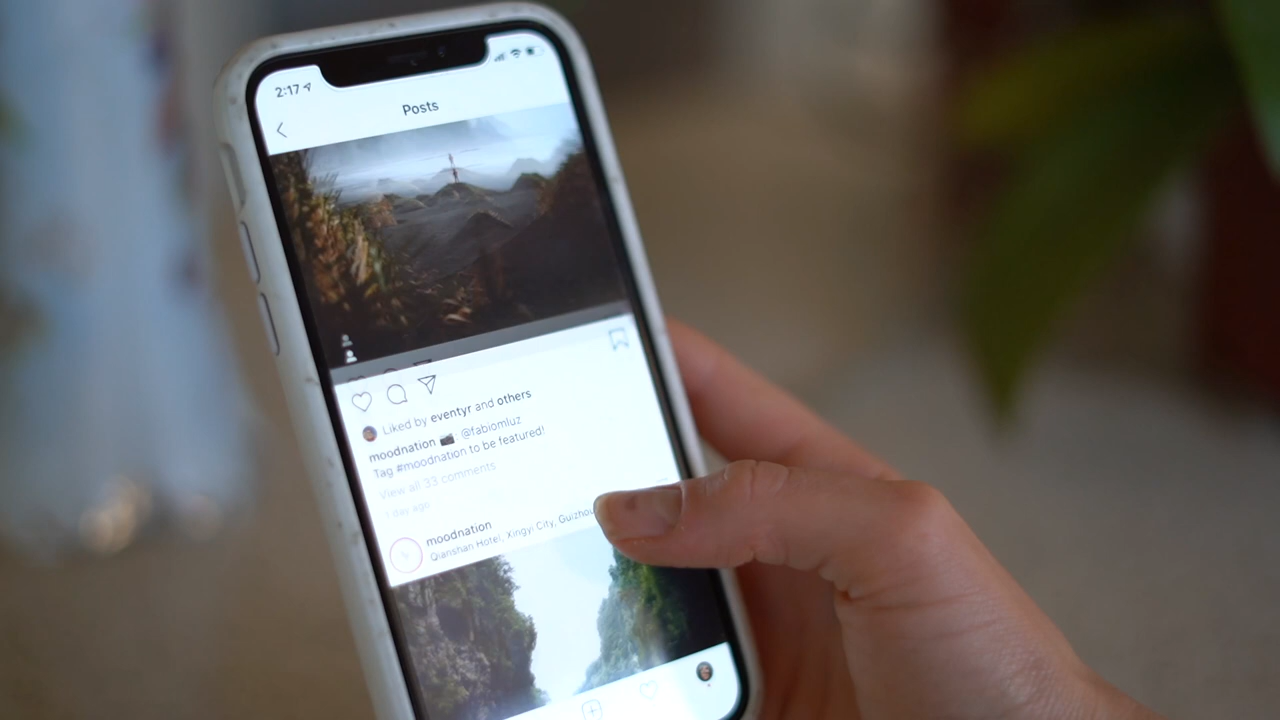 2:17
Posts
Liked by eventyr and others
moodnation @fabiomluz
Tag #moodnation to be featured!
View all 33 comments
1 day ago
moodnation
Qianshan Hotel, Xingyi City, Guizhou